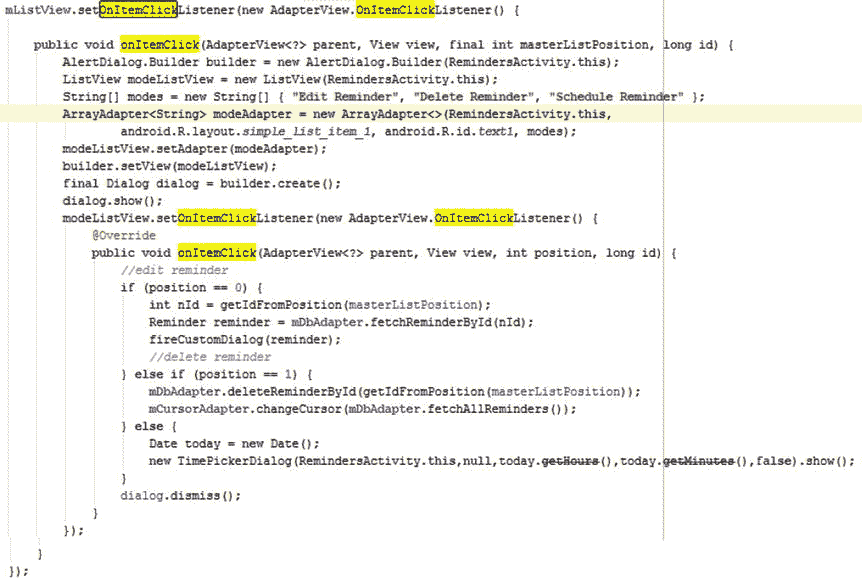 mListView.setOnItemClickListener(new AdapterView.OnItemClickListener() {
public void onItemClick(AdapterView<?> parent, View view, final int masterListPosition, long id) {
AlertDialog.Builder builder = new AlertDialog.Builder(RemindersActivity.this);
ListView modeListView = new ListView(RemindersActivity.this);
String[] modes = new String[] { "Edit Reminder", "Delete Reminder", "Schedule Reminder" };
ArrayAdapter<String> modeAdapter = new ArrayAdapter<>(RemindersActivity.this,
android.R.layout.simple_list_item_1, android.R.id.text1, modes);
modeListView.setAdapter(modeAdapter);
builder.setView(modeListView);
final Dialog dialog = builder.create();
dialog.show();
modeListView.setOnItemClickListener(new AdapterView.OnItemClickListener() {
@Override
public void onItemClick(AdapterView<?> parent, View view, int position, long id) {
//edit reminder
if (position == 0) {
int nId = getIdFromPosition(masterListPosition);
Reminder reminder = mDbAdapter.fetchReminderById(nId);
fireCustomDialog(reminder);
//delete reminder
} else if (position == 1) {
mDbAdapter.deleteReminderById(getIdFromPosition(masterListPosition));
mCursorAdapter.changeCursor(mDbAdapter.fetchAllReminders());
} else {
Date today = new Date();
new TimePickerDialog(RemindersActivity.this,null,today.getHours(),today.getMinutes(),false).show();
}
dialog.dismiss();
}
});
}
});